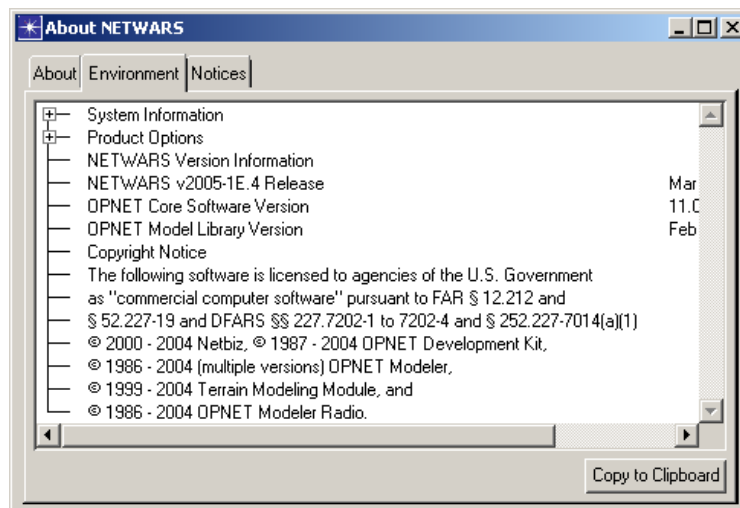 About NETWARS
About Environment Notices
System Information
Product Options
NETWARS Version Information
NETWARS v2005-1E.4 Release Mar
OPNET Core Software Version 11.0
OPNET Model Library Version Feb
Copyright Notice
The following software is licensed to agencies of the U.S. Government
as "commercial computer software" pursuant to FAR § 12.212 and
§ 52.227-19 and DFARS §§ 227.7202-1 to 7202-4 and § 252.227-7014(a)(1)
© 2000 - 2004 Netbiz, © 1987 - 2004 OPNET Development Kit,
© 1986 - 2004 (multiple versions) OPNET Modeler,
© 1999 - 2004 Terrain Modeling Module, and
© 1986 - 2004 OPNET Modeler Radio.
Copy to Clipboard